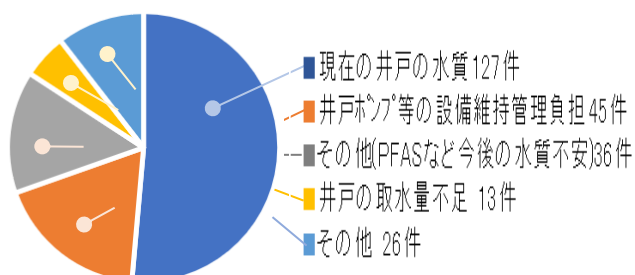 現在の井戸の水質127件
井戸ﾎﾟﾝﾌﾟ等の設備維持管理負担45件
その他(PFASなど今後の水質不安)36件
井戸の取水量不足 13件
その他 26件